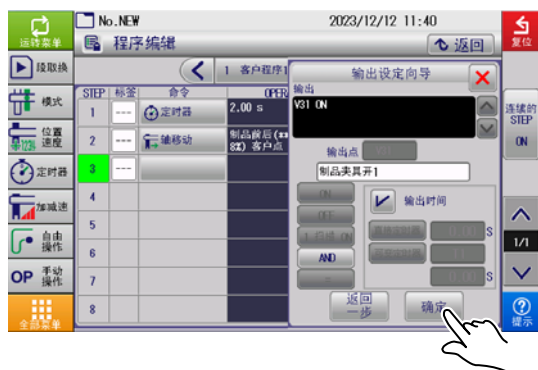 No.NEW
2023/12/12 11:40
运转菜单
程序编辑
返回
复位
段取换
1 客户程序1
模式
位置
速度
定时器
加减速
自由
操作
OP 手动
操作
全部菜单
STEP 标签 命令 OPER
1 --- 定时器 2.00 s
2 --- 轴移动 制品前后(
8%) 客户点
3 ---
4
5
6
7
8
输出设定向导
输出
V31 ON
输出点 V31
制品夹具开1
ON
OFF
AND
输出时间
0.00 S
S
返回
一步
确定
连续的
STEP
ON
1/1
提示